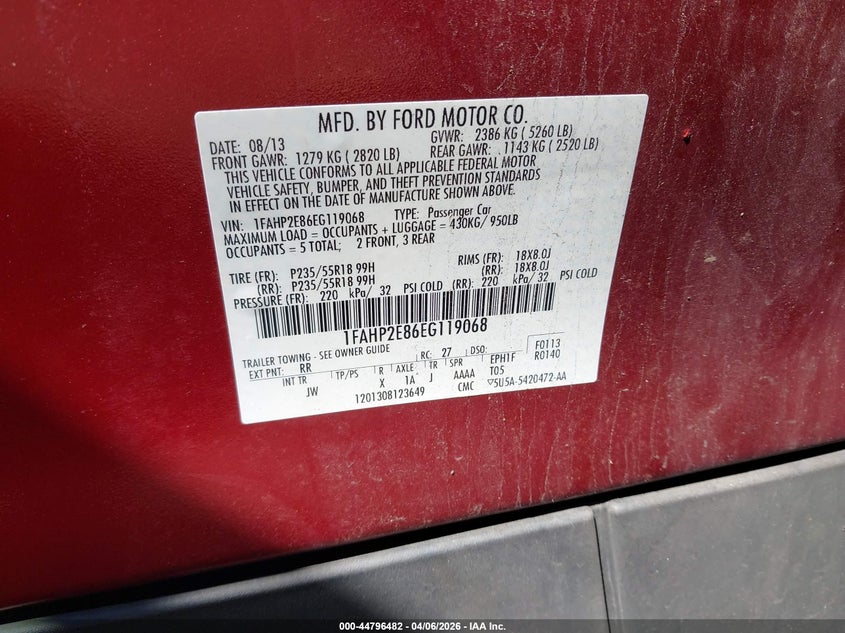 MFD. BY FORD MOTOR CO.
DATE: 08/13 GVWR: 2386 KG ( 5260 LB)
FRONT GAWR: 1279 KG ( 2820 LB) REAR GAWR: 1143 KG ( 2520 LB)
THIS VEHICLE CONFORMS TO ALL APPLICABLE FEDERAL MOTOR
VEHICLE SAFETY, BUMPER, AND THEFT PREVENTION STANDARDS
IN EFFECT ON THE DATE OF MANUFACTURE SHOWN ABOVE.
VIN: 1FAHP2E86EG119068 TYPE: Passenger Car
MAXIMUM LOAD = OCCUPANTS + LUGGAGE = 430KG/ 950LB
OCCUPANTS = 5 TOTAL; 2 FRONT, 3 REAR
TIRE (FR): P235/55R18 99H RIMS (FR): 18X8.0J
(RR): P235/55R18 99H (RR): 18X8.0J
PRESSURE (FR): 220 kPa/ 32 PSI COLD (RR): 220 kPa/ 32 PSI COLD
1FAHP2E86EG119068
TRAILER TOWING - SEE OWNER GUIDE F0113
EXT PNT: RR RC: 27 DSO: R0140
INT TR TP/PS R AXLE TR SPR EPH1F
JW X 1A J AAAA T05
1201308123649 CMC ▽5U5A-5420472-AA
000-44796482 - 04/06/2026 - IAA Inc.